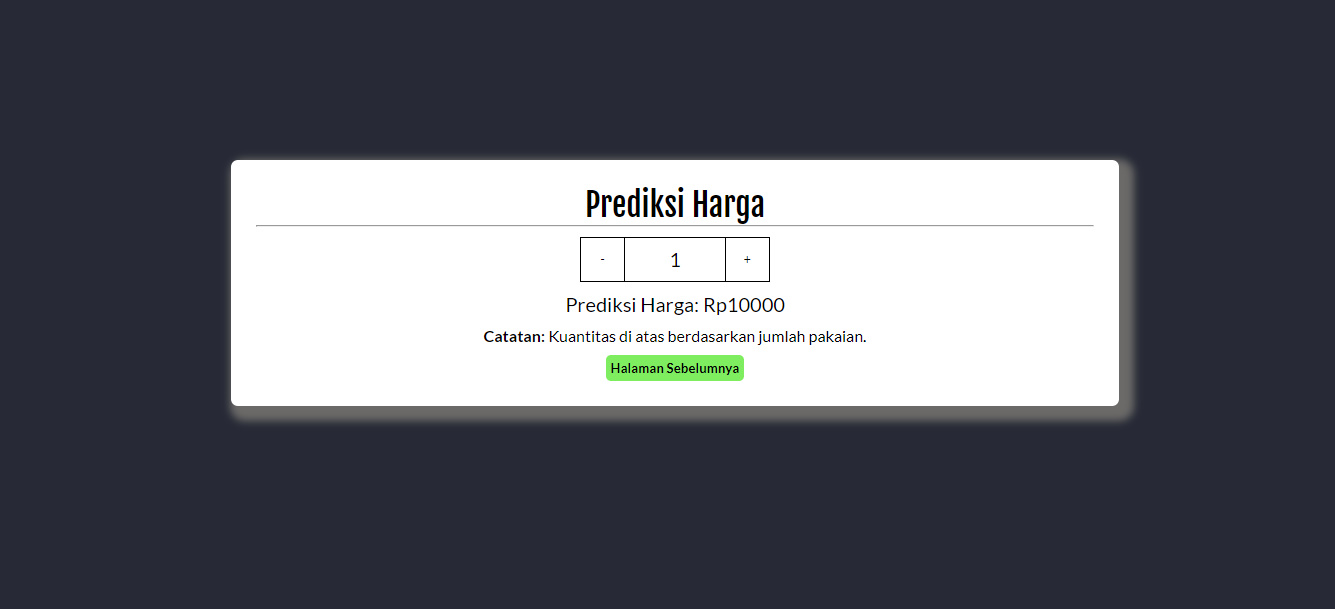 Prediksi Harga
- 1 +
Prediksi Harga: Rp10000
Catatan: Kuantitas di atas berdasarkan jumlah pakaian.
Halaman Sebelumnya